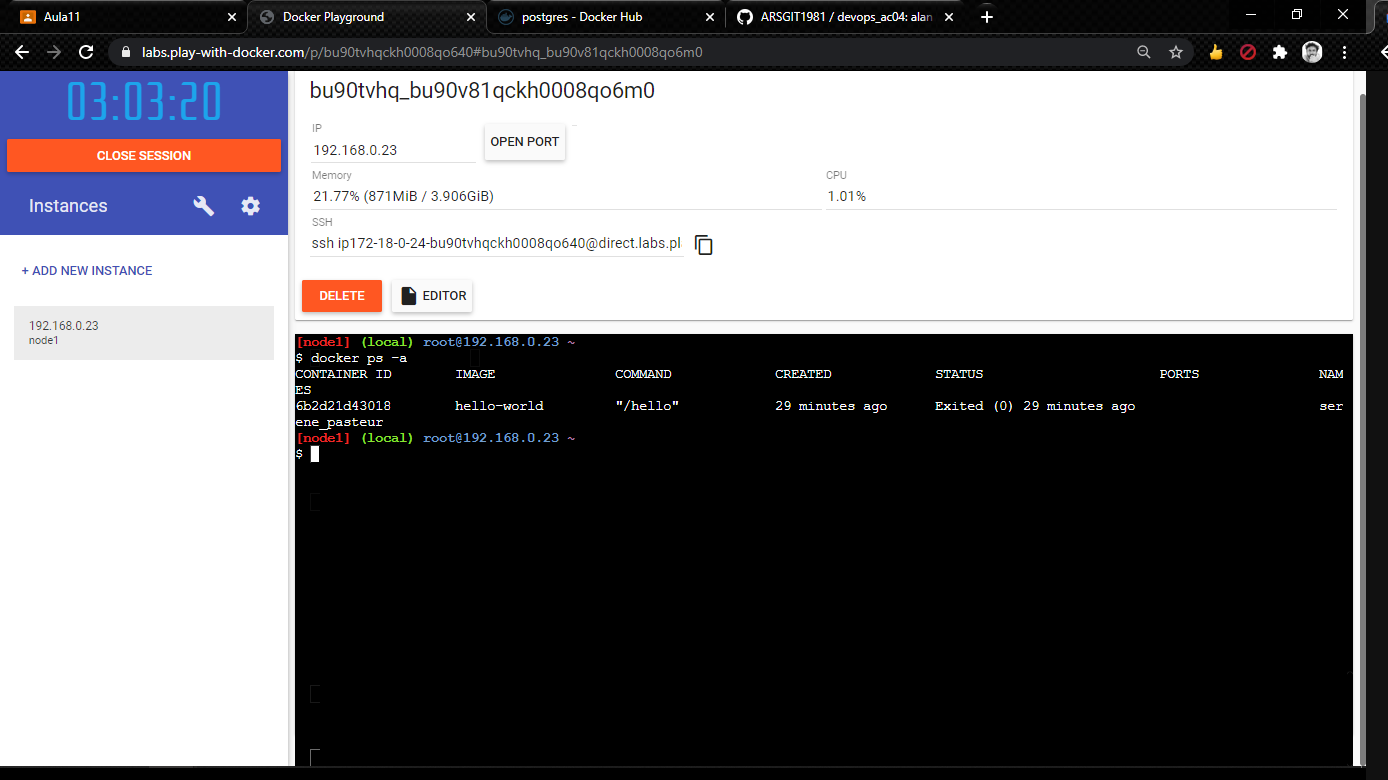 Aula11
Docker Playground
postgres - Docker Hub
ARSGIT1981 / devops_ac04: alan
labs.play-with-docker.com/p/bu90tvhqckh0008qo640#bu90tvhq_bu90v81qckh0008qo6m0
03:03:20
CLOSE SESSION
Instances
+ ADD NEW INSTANCE
192.168.0.23
node1
bu90tvhq_bu90v81qckh0008qo6m0
IP
192.168.0.23
OPEN PORT
Memory
CPU
21.77% (871MiB / 3.906GiB)
1.01%
SSH
ssh ip172-18-0-24-bu90tvhqckh0008qo640@direct.labs.pl
DELETE
EDITOR
[node1] (local) root@192.168.0.23 ~
$ docker ps -a
CONTAINER ID IMAGE COMMAND CREATED STATUS PORTS NAM
ES
6b2d21d43018 hello-world "/hello" 29 minutes ago Exited (0) 29 minutes ago ser
ene_pasteur
[node1] (local) root@192.168.0.23 ~
$